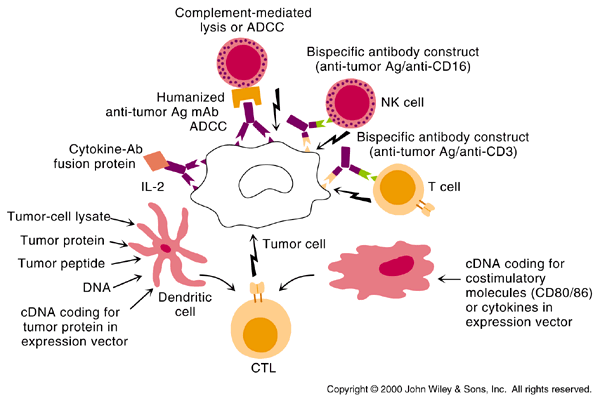 Complement-mediated
lysis or ADCC
Bispecific antibody construct
(anti-tumor Ag/anti-CD16)
Humanized
anti-tumor Ag mAb
ADCC
NK cell
Bispecific antibody construct
(anti-tumor Ag/anti-CD3)
Cytokine-Ab
fusion protein
IL-2
T cell
Tumor-cell lysate
Tumor protein
Tumor peptide
DNA
cDNA coding for
tumor protein in
expression vector
Dendritic
cell
Tumor cell
cDNA coding for
costimulatory
molecules (CD80/86)
or cytokines in
expression vector
CTL
Copyright © 2000 John Wiley & Sons, Inc. All rights reserved.